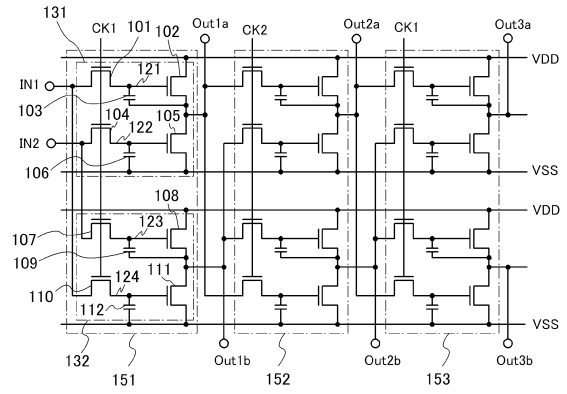 131 CK1 101 102 Out1a CK2 Out2a CK1 Out3a
VDD
IN1 121
103
104 105
IN2 122
106
VSS
108 VDD
123
107
109
111
110 124
112
VSS
132 151 Out1b 152 Out2b 153 Out3b